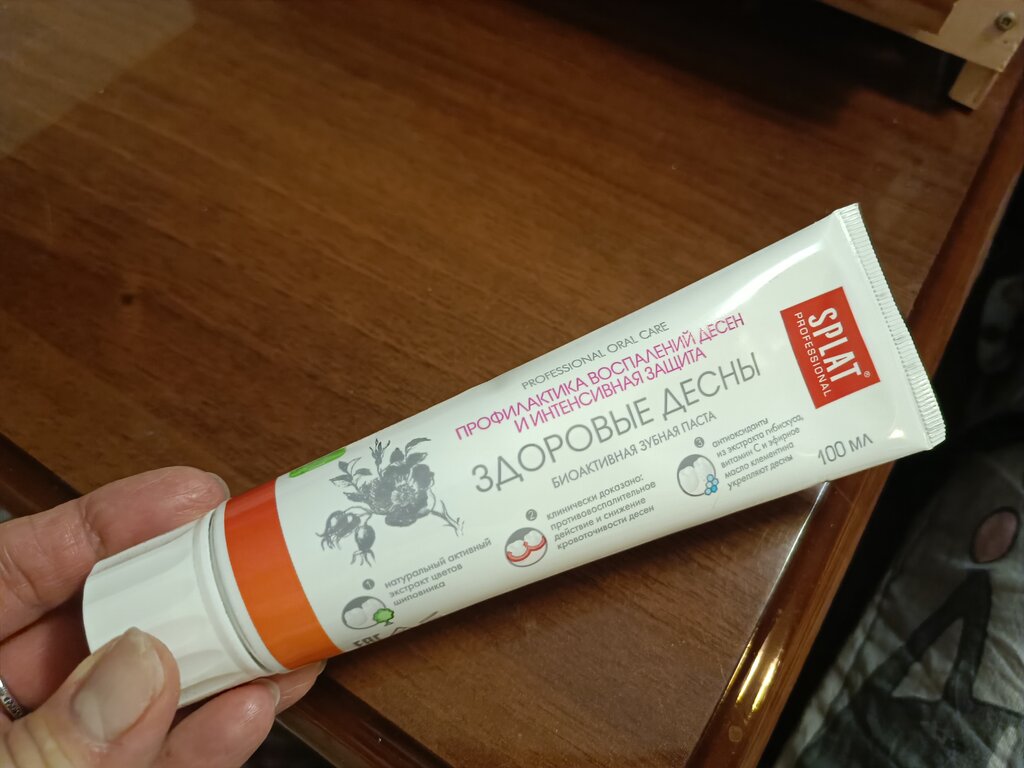 PROFESSIONAL ORAL CARE
ПРОФИЛАКТИКА ВОСПАЛЕНИЙ ДЕСЕН
И ИНТЕНСИВНАЯ ЗАЩИТА
ЗДОРОВЫЕ ДЕСНЫ
БИОАКТИВНАЯ ЗУБНАЯ ПАСТА
SPLAT®
PROFESSIONAL
1
натуральный активный
экстракт цветов
шиповника
2
клинически доказано:
противовоспалительное
действие и снижение
кровоточивости десен
3
антиоксиданты
из экстракта гибискуса,
витамин С и эфирное
масло клементина
укрепляют десны
100 МЛ